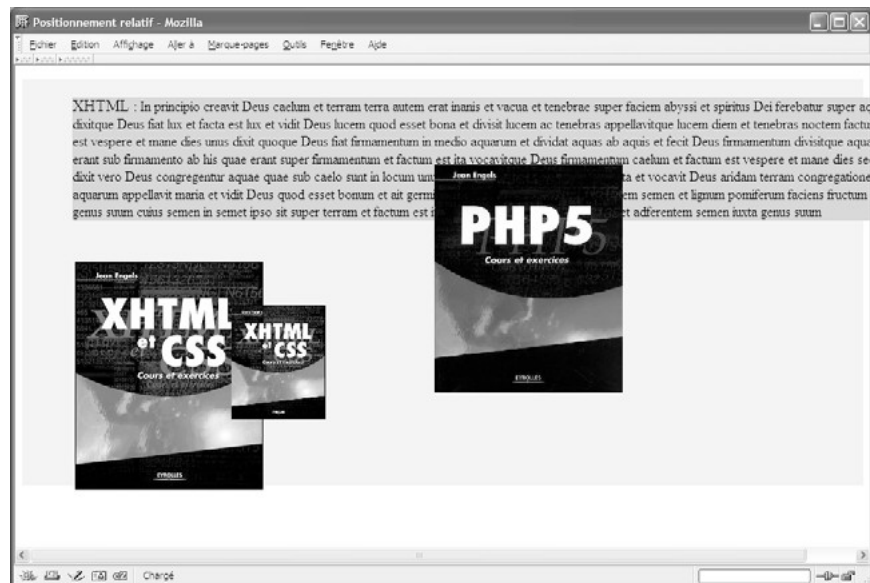 Positionnement relatif - Mozilla
Fichier Edition Affichage Aller à Marque-pages Outils Fenêtre Aide
XHTML : In principio creavit Deus caelum et terram terra autem erat inanis et vacua et tenebrae super faciem abyssi et spiritus Dei ferebatur super aq
dixitque Deus fiat lux et facta est lux et vidit Deus lucem quod esset bona et divisit lucem ac tenebras appellavitque lucem diem et tenebras noctem factu
est vespere et mane dies unus dixit quoque Deus fiat firmamentum in medio aquarum et dividat aquas ab aquis et fecit Deus firmamentum divisitque aqua
erant sub firmamento ab his quae erant super firmamentum et factum est ita vocavitque Deus firmamentum caelum et factum est vespere et mane dies se
dixit vero Deus congregentur aquae quae sub caelo sunt in locum unu ta et vocavit Deus aridam terram congregatione
aquarum appellavit maria et vidit Deus quod esset bonum et ait germi em semen et lignum pomiferum faciens fructum
genus suum cuius semen in semet ipso sit super terram et factum est i et adferentem semen iuxta genus suum
Jean Engels
PHP5
Cours et exercices
EYROLLES
Jean Engels
XHTML
et CSS
Cours et exercices
EYROLLES
XHTML
et CSS
Cours et exercices
Chargé